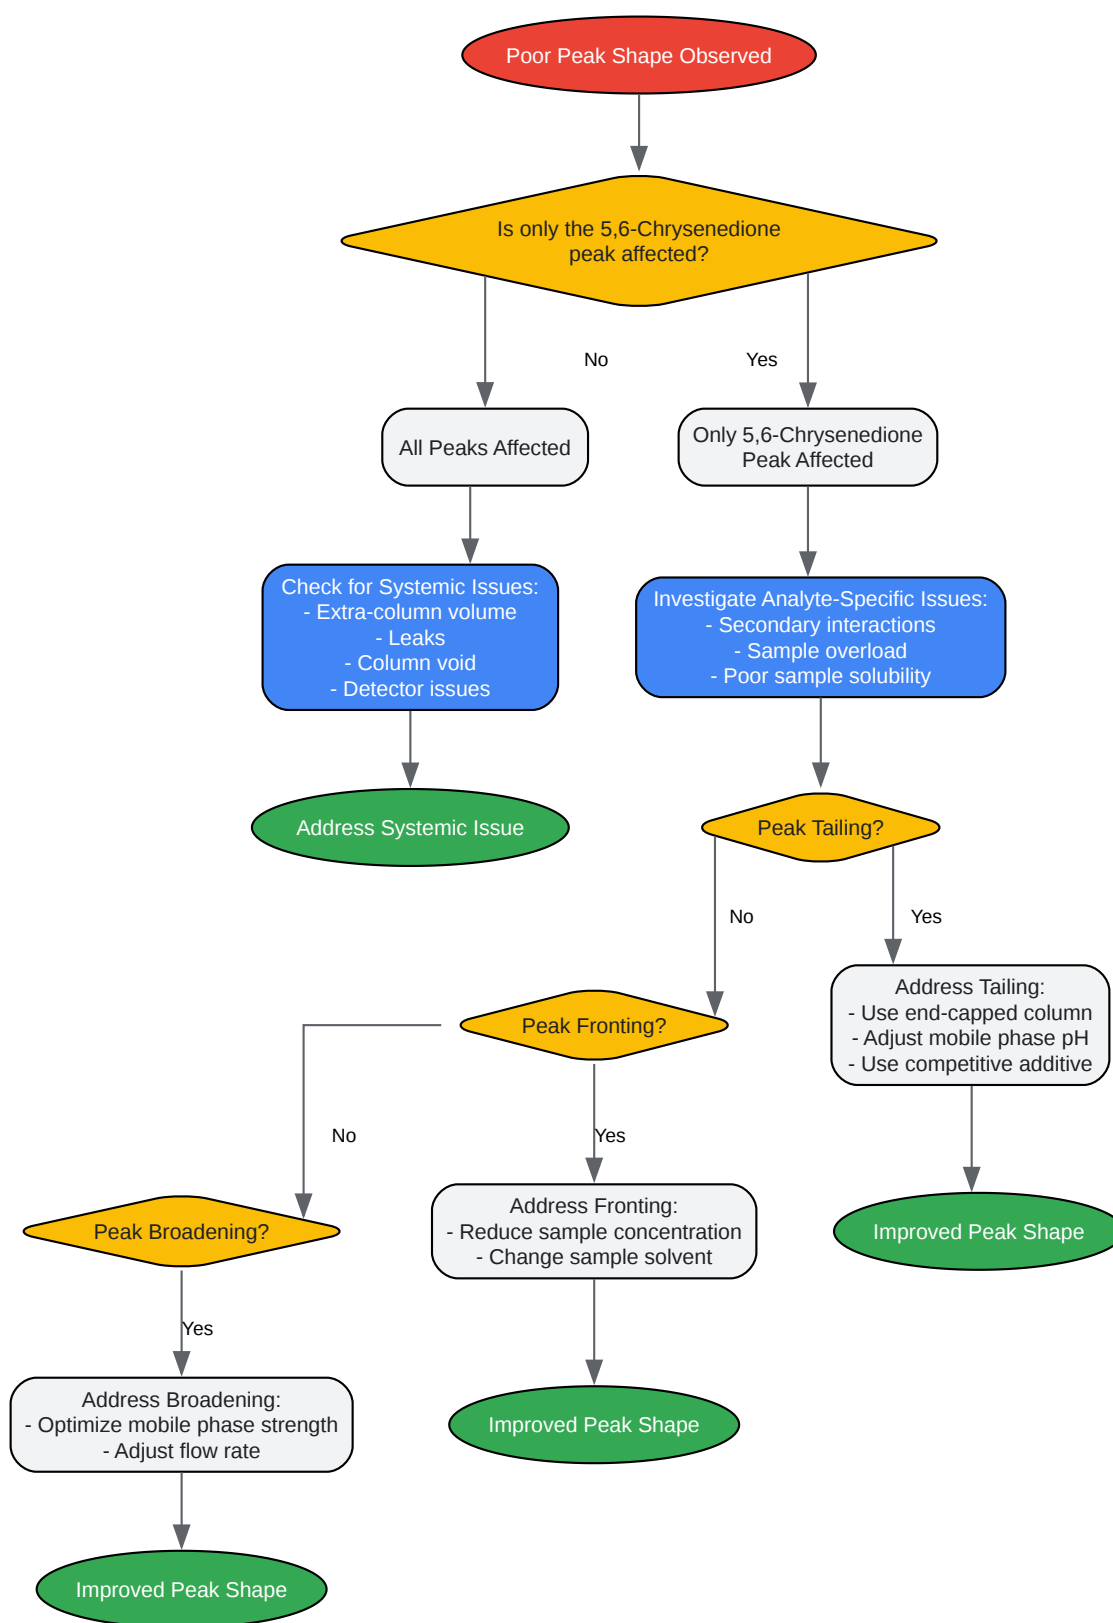 Poor Peak Shape Observed
Is only the 5,6-Chrysenedione
peak affected?
No
Yes
All Peaks Affected
Only 5,6-Chrysenedione
Peak Affected
Check for Systemic Issues:
- Extra-column volume
- Leaks
- Column void
- Detector issues
Investigate Analyte-Specific Issues:
- Secondary interactions
- Sample overload
- Poor sample solubility
Address Systemic Issue
Peak Tailing?
No
Yes
Address Tailing:
- Use end-capped column
- Adjust mobile phase pH
- Use competitive additive
Peak Fronting?
No
Yes
Address Fronting:
- Reduce sample concentration
- Change sample solvent
Improved Peak Shape
Peak Broadening?
Yes
Address Broadening:
- Optimize mobile phase strength
- Adjust flow rate
Improved Peak Shape
Improved Peak Shape